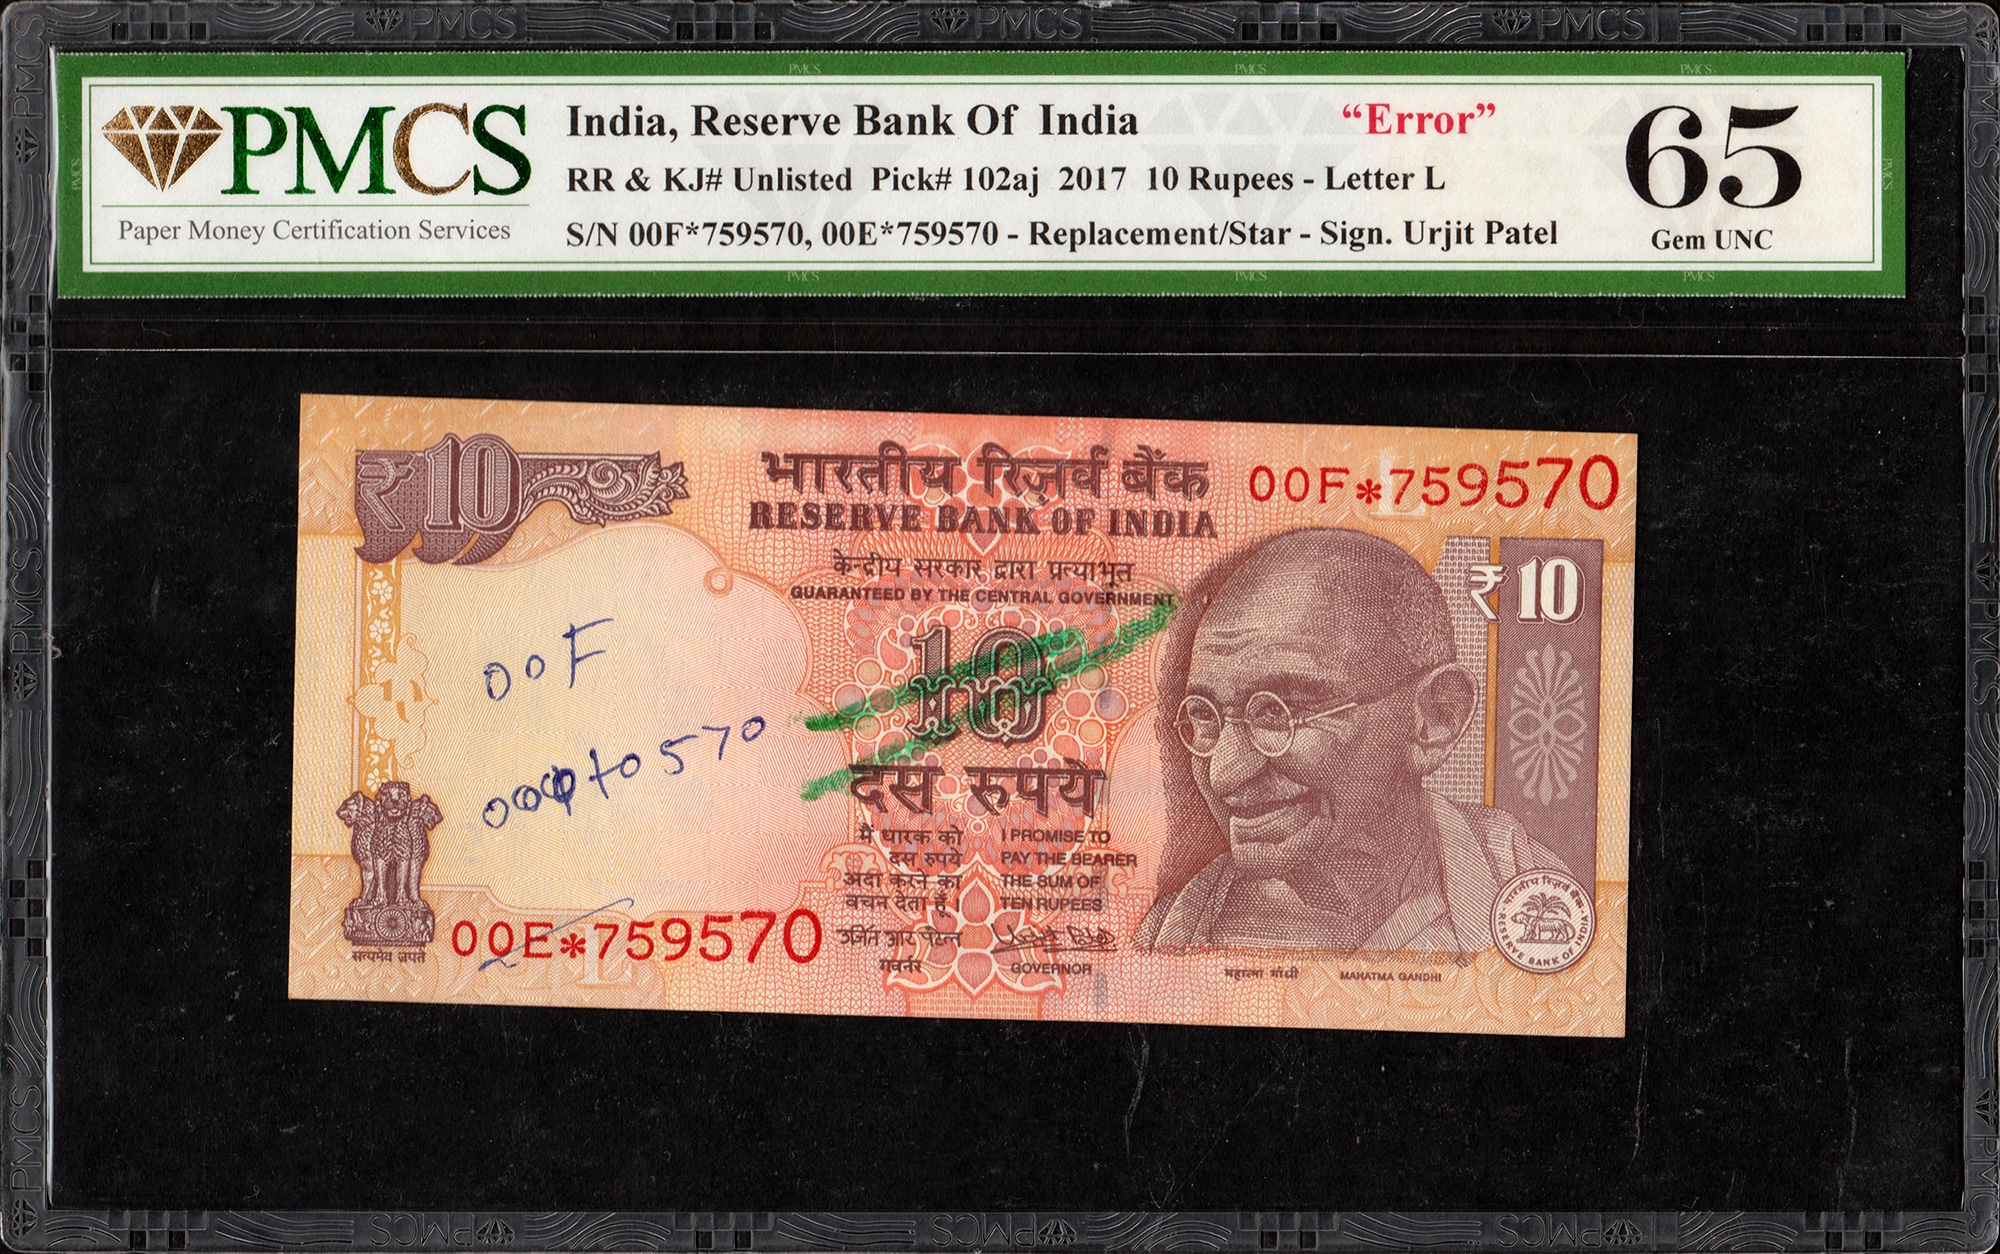 PMCS
Paper Money Certification Services
India, Reserve Bank Of India “Error”
RR & KJ# Unlisted Pick# 102aj 2017 10 Rupees - Letter L
S/N 00F*759570, 00E*759570 - Replacement/Star - Sign. Urjit Patel
65
Gem UNC
₹10
भारतीय रिज़र्व बैंक
RESERVE BANK OF INDIA
00F*759570
केन्द्रीय सरकार द्वारा प्रत्याभूत
GUARANTEED BY THE CENTRAL GOVERNMENT
₹10
10
00F
570
दस रुपये
मैं धारक को
दस रुपये
अदा करने का
वचन देता हूँ।
I PROMISE TO
PAY THE BEARER
THE SUM OF
TEN RUPEES
00E*759570
गवर्नर
GOVERNOR
सत्यमेव जयते
महात्मा गांधी
MAHATMA GANDHI
भारतीय रिज़र्व बैंक
RESERVE BANK OF INDIA